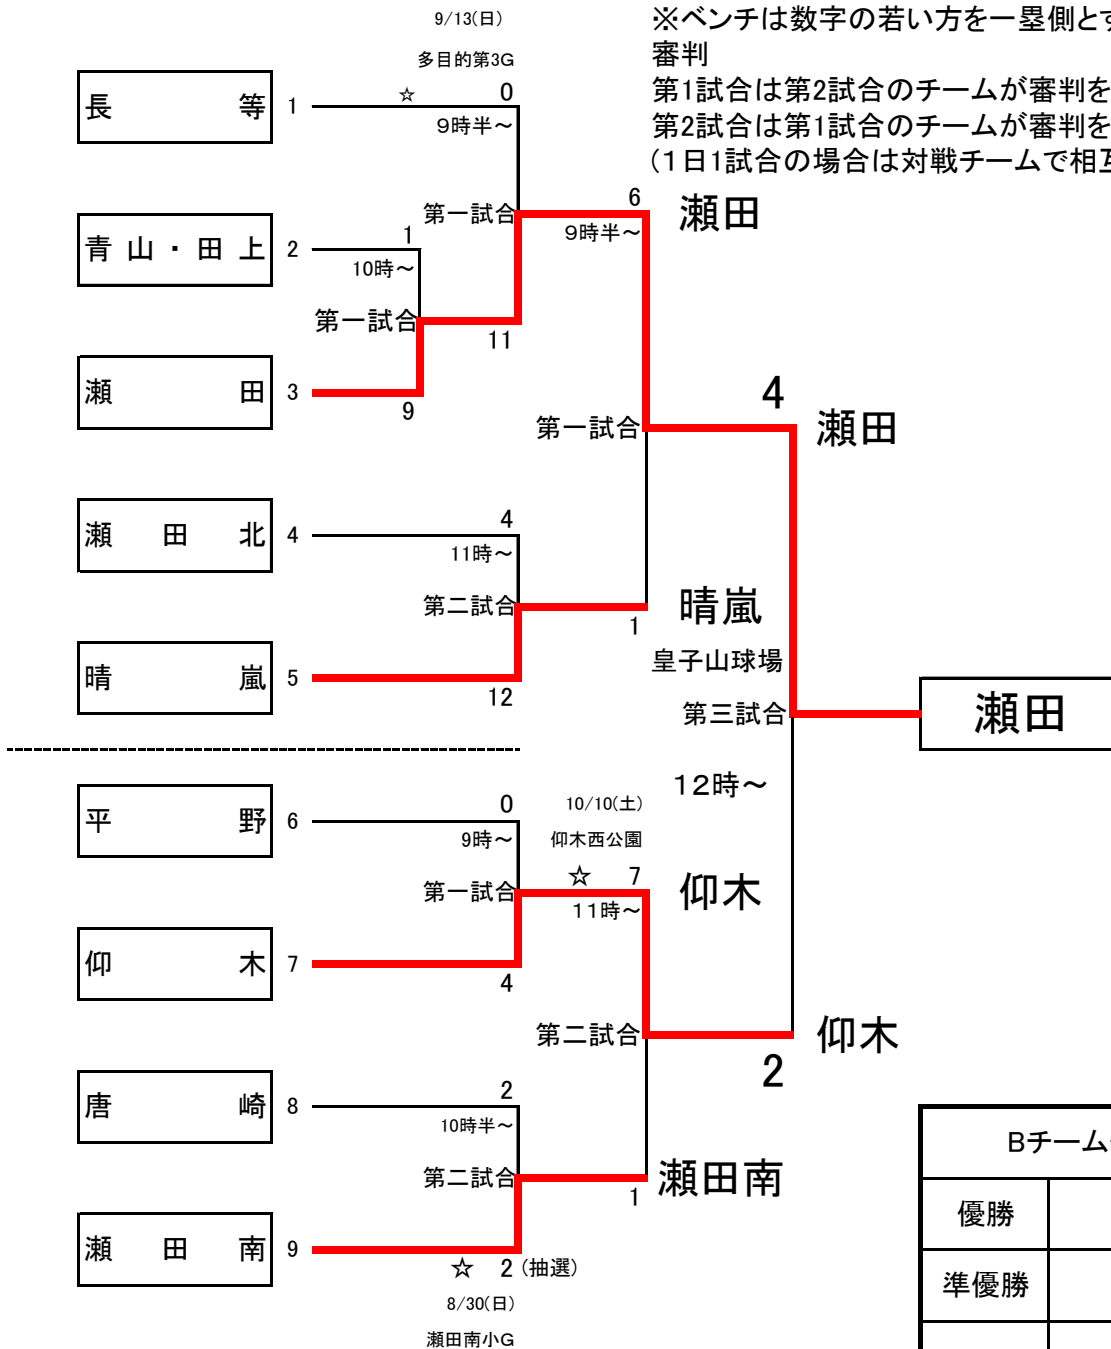 9/13(日)
多目的第3G
※ベンチは数字の若い方を一塁側と
審判
第1試合は第2試合のチームが審判を
第2試合は第1試合のチームが審判を
(1日1試合の場合は対戦チームで相互
長等 1 ☆ 0
9時半～
第一試合 6 瀬田
9時半～
青山・田上 2 1
10時～
第一試合
11
瀬田 3
9
4
第一試合 瀬田
瀬田北 4 4
11時～
第二試合 晴嵐
1
皇子山球場
晴嵐 5
12
第三試合 瀬田
12時～
平野 6 0
9時～
10/10(土)
仰木西公園
☆ 7
第一試合 仰木
11時～
仰木 7
4
第二試合 仰木
2
唐崎 8 2
10時半～
第二試合 瀬田南
1
瀬田南 9
☆ 2 (抽選)
8/30(日)
瀬田南小G
Bチーム
優勝
準優勝